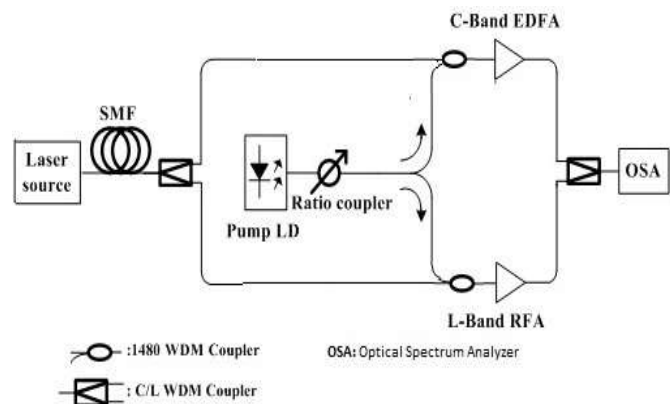 C-Band EDFA
SMF
Laser
source
Ratio coupler
Pump LD
OSA
L-Band RFA
:1480 WDM Coupler
OSA: Optical Spectrum Analyzer
: C/L WDM Coupler